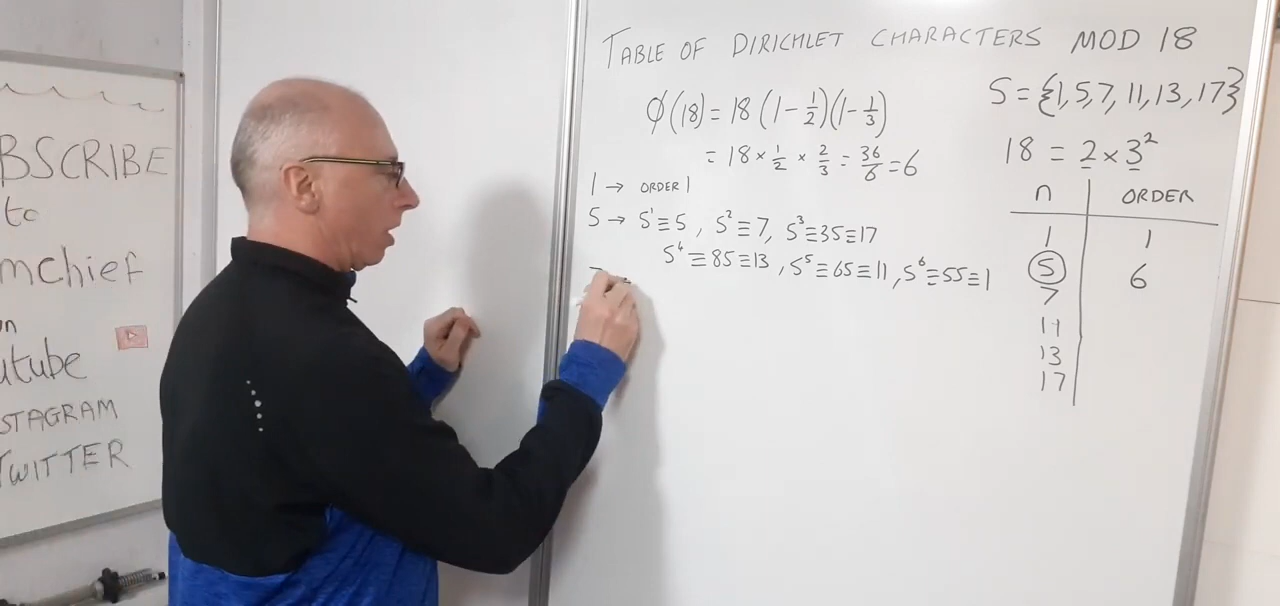 BSCRIBE
to
mchief
on
utube
STAGRAM
TWITTER
TABLE OF DIRICHLET CHARACTERS MOD 18
S = {1, 5, 7, 11, 13, 17}
φ(18) = 18 (1 - 1/2)(1 - 1/3)
= 18 × 1/2 × 2/3 = 36/6 = 6
18 = 2 × 3²
1 → ORDER 1
5 → 5¹ ≡ 5, 5² ≡ 7, 5³ ≡ 35 ≡ 17
5⁴ ≡ 85 ≡ 13, 5⁵ ≡ 65 ≡ 11, 5⁶ ≡ 55 ≡ 1
n ORDER
1 1
5 6
7
11
13
17